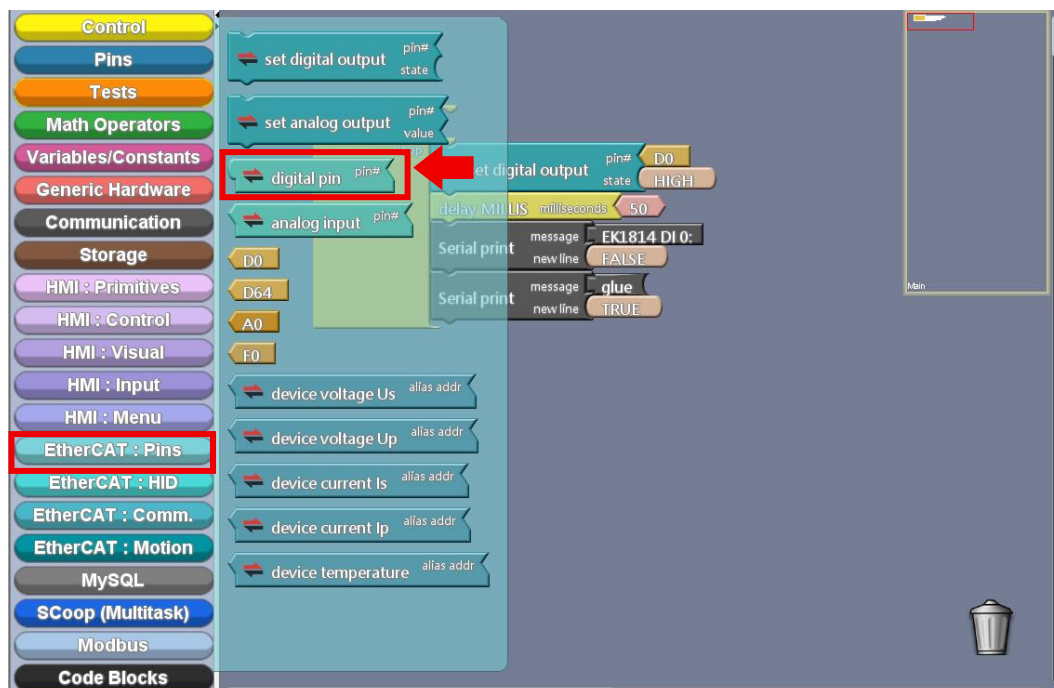 Control
Pins
Tests
Math Operators
Variables/Constants
Generic Hardware
Communication
Storage
HMI : Primitives
HMI : Control
HMI : Visual
HMI : Input
HMI : Menu
EtherCAT : Pins
EtherCAT : HID
EtherCAT : Comm.
EtherCAT : Motion
MySQL
SCoop (Multitask)
Modbus
Code Blocks
set digital output pin#
state
set analog output pin#
value
digital pin pin#
analog input pin#
D0
D64
A0
F0
device voltage Us alias addr
device voltage Up alias addr
device current Is alias addr
device current Ip alias addr
device temperature alias addr
et digital output pin# D0
state HIGH
delay MILLIS milliseconds 50
Serial print message EK1814 DI 0:
new line FALSE
Serial print message glue
new line TRUE
Main